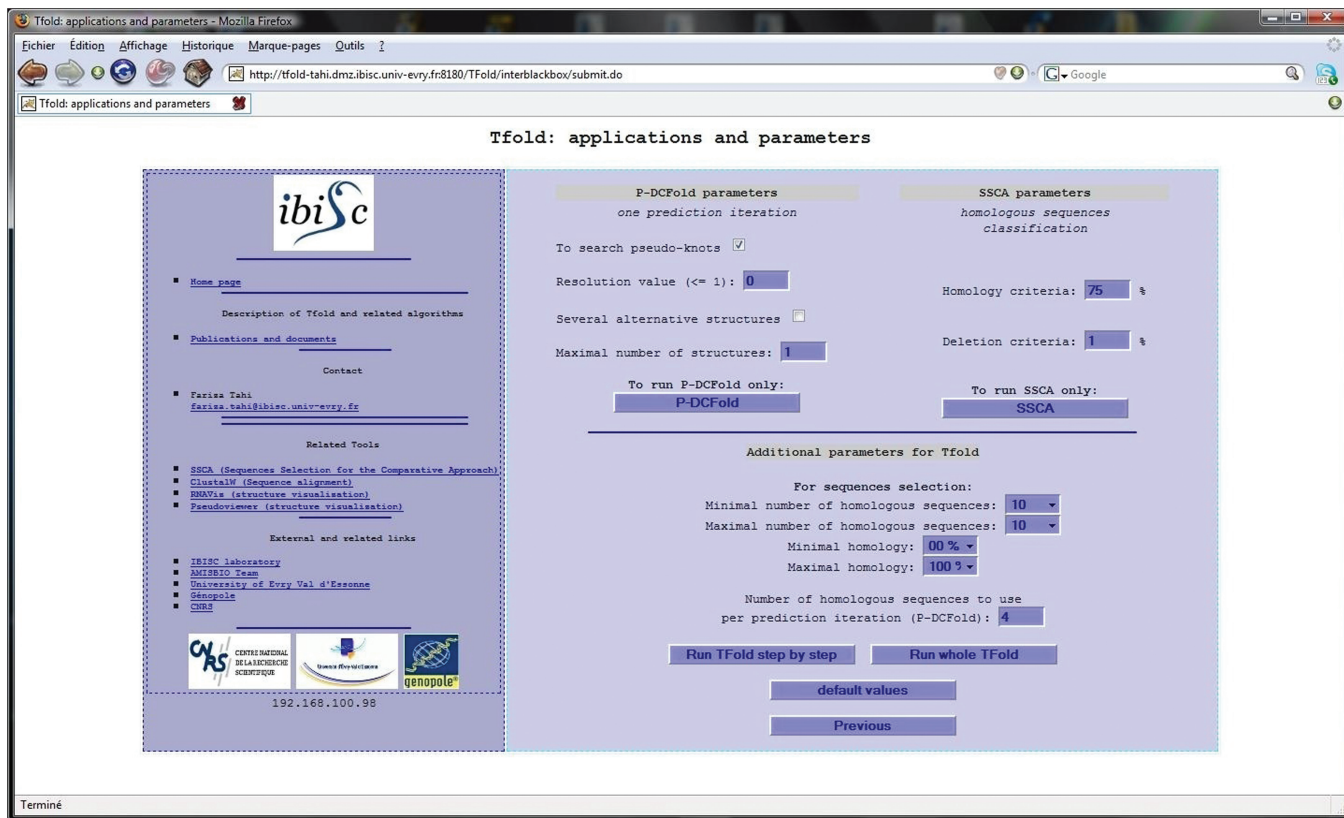 Tfold: applications and parameters - Mozilla Firefox
Fichier Édition Affichage Historique Marque-pages Outils ?
http://tfold-tahi.dmz.ibisc.univ-evry.fr:8180/TFold/interblackbox/submit.do
Google
Tfold: applications and parameters
Tfold: applications and parameters
ibisc
Home page
Description of Tfold and related algorithms
Publications and documents
Contact
Fariza Tahi
fariza.tahi@ibisc.univ-evry.fr
Related Tools
SSCA (Sequences Selection for the Comparative Approach)
ClustalW (Sequence alignment)
RNAVis (structure visualisation)
Pseudoviewer (structure visualisation)
External and related links
IBISC laboratory
AMISBIO Team
University of Evry Val d'Essonne
Génopole
CNRS
CNRS
CENTRE NATIONAL
DE LA RECHERCHE
SCIENTIFIQUE
genopole®
192.168.100.98
P-DCFold parameters
one prediction iteration
To search pseudo-knots
Resolution value (<= 1): 0
Several alternative structures
Maximal number of structures: 1
To run P-DCFold only:
P-DCFold
SSCA parameters
homologous sequences
classification
Homology criteria: 75 %
Deletion criteria: 1 %
To run SSCA only:
SSCA
Additional parameters for Tfold
For sequences selection:
Minimal number of homologous sequences: 10
Maximal number of homologous sequences: 10
Minimal homology: 00 %
Maximal homology: 100
Number of homologous sequences to use
per prediction iteration (P-DCFold): 4
Run TFold step by step Run whole TFold
default values
Previous
Terminé